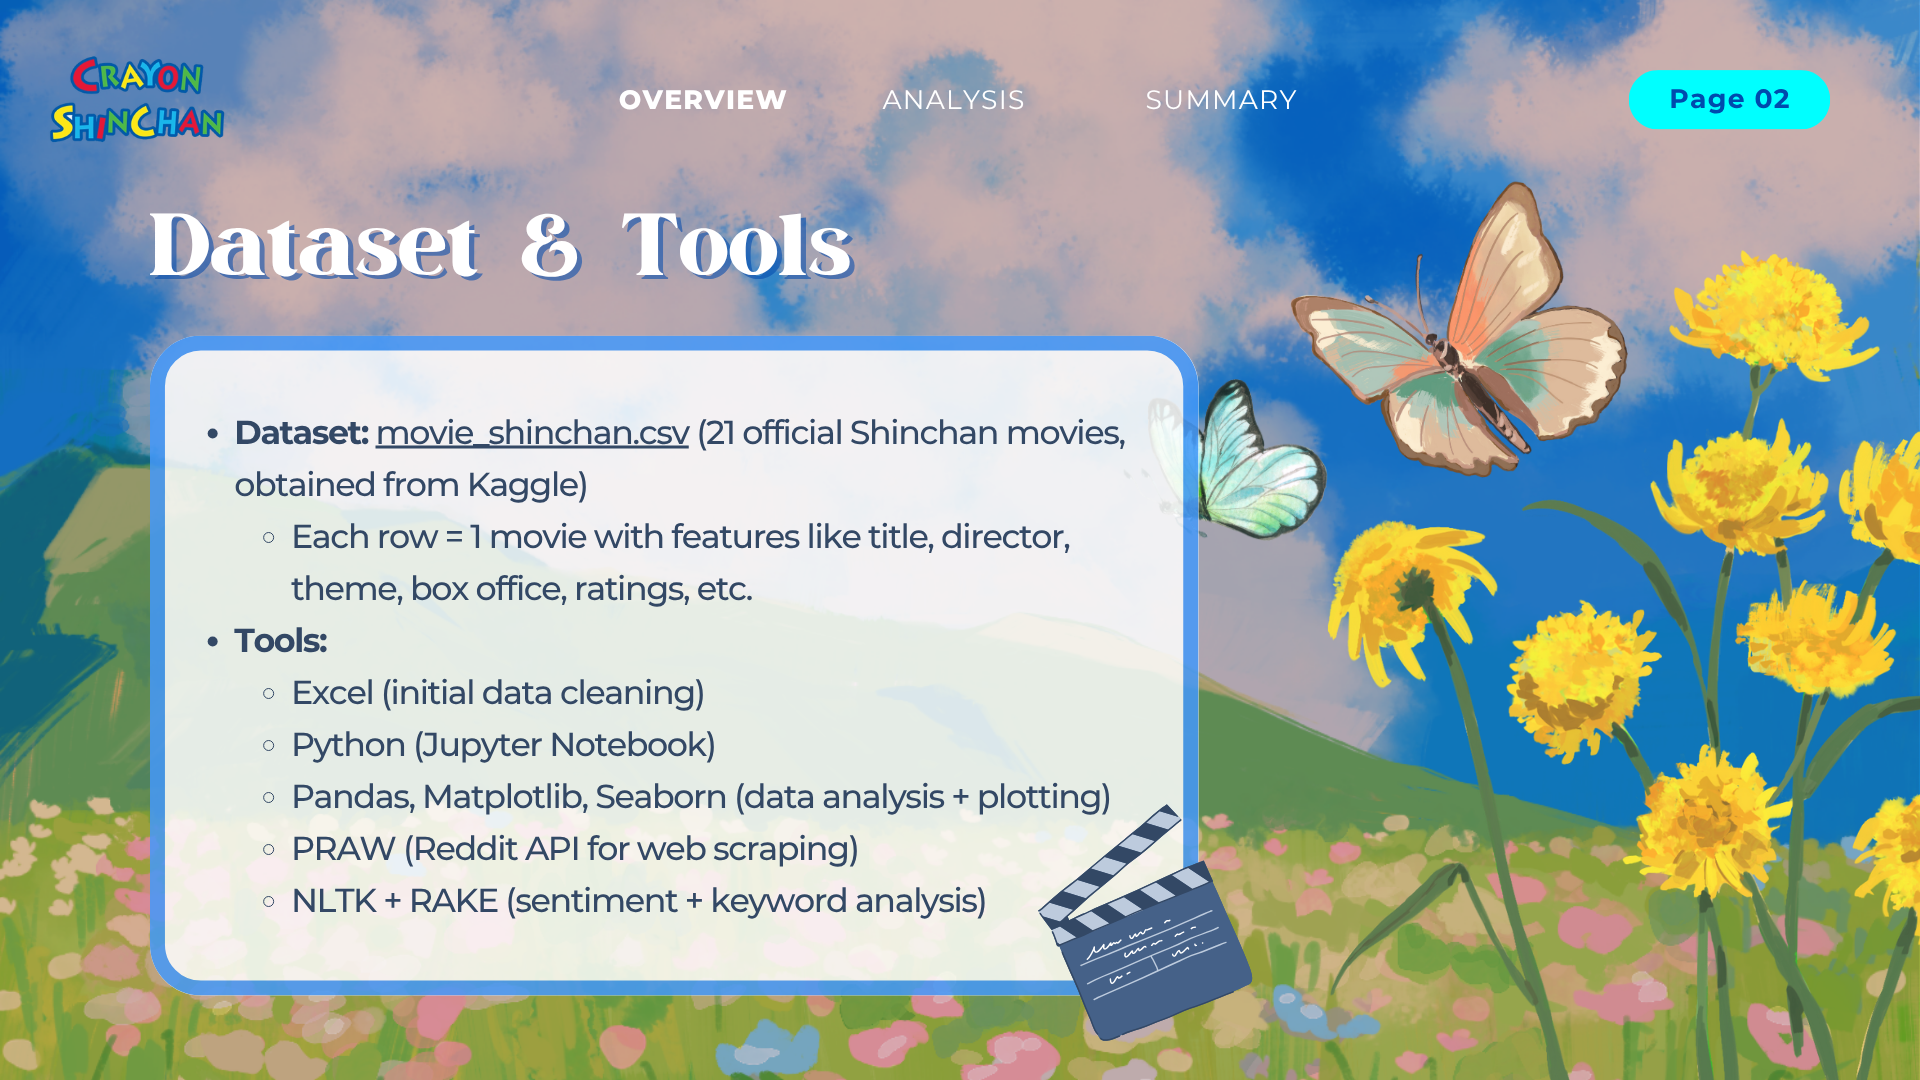 CRAYON
SHINCHAN
OVERVIEW
ANALYSIS
SUMMARY
Page 02
Dataset & Tools
• Dataset: movie_shinchan.csv (21 official Shinchan movies,
obtained from Kaggle)
○ Each row = 1 movie with features like title, director,
theme, box office, ratings, etc.
• Tools:
○ Excel (initial data cleaning)
○ Python (Jupyter Notebook)
○ Pandas, Matplotlib, Seaborn (data analysis + plotting)
○ PRAW (Reddit API for web scraping)
○ NLTK + RAKE (sentiment + keyword analysis)